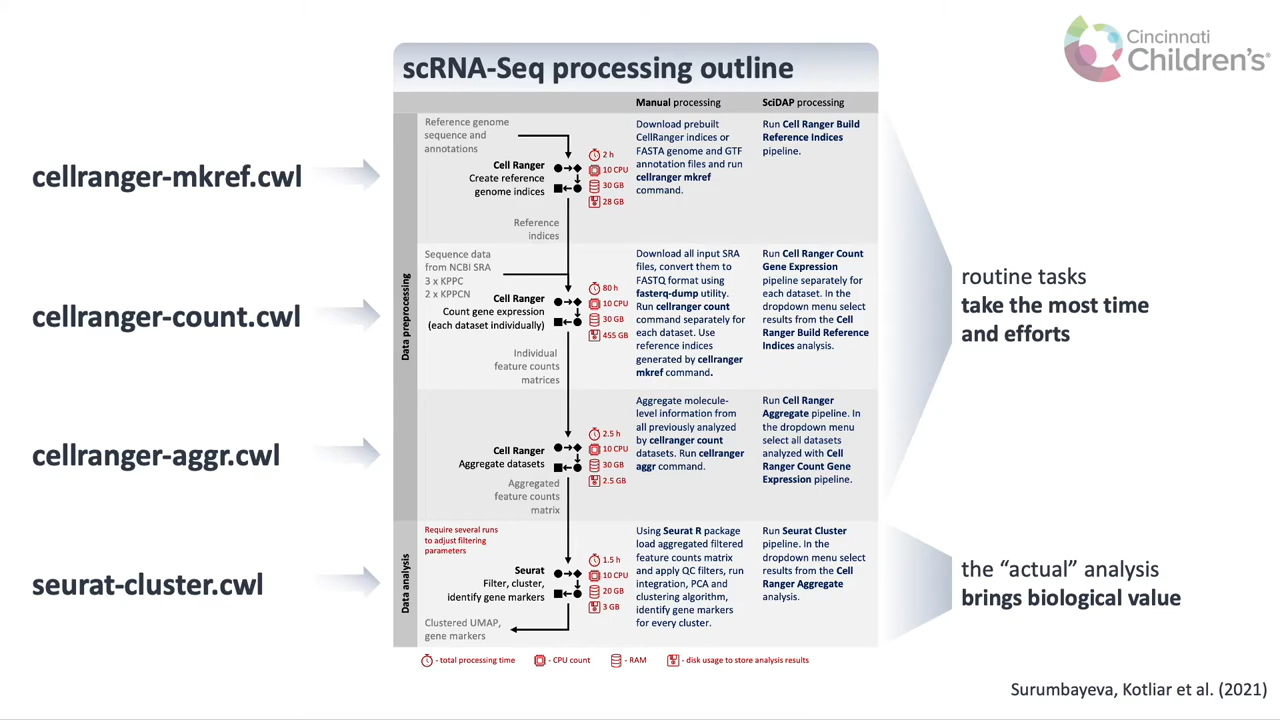 Cincinnati
Children's®
scRNA-Seq processing outline
Manual processing
SciDAP processing
cellranger-mkref.cwl
cellranger-count.cwl
cellranger-aggr.cwl
seurat-cluster.cwl
Data preprocessing
Reference genome
sequence and
annotations
Cell Ranger
Create reference
genome indices
2 h
10 CPU
30 GB
28 GB
Download prebuilt
CellRanger indices or
FASTA genome and GTF
annotation files and run
cellranger mkref
command.
Run Cell Ranger Build
Reference Indices
pipeline.
Reference
indices
Sequence data
from NCBI SRA
3 x KPPC
2 x KPPCN
Cell Ranger
Count gene expression
(each dataset individually)
80 h
10 CPU
30 GB
455 GB
Download all input SRA
files, convert them to
FASTQ format using
fasterq-dump utility.
Run cellranger count
command separately for
each dataset. Use
reference indices
generated by cellranger
mkref command.
Run Cell Ranger Count
Gene Expression
pipeline separately for
each dataset. In the
dropdown menu select
results from the Cell
Ranger Build Reference
Indices analysis.
Individual
feature counts
matrices
Cell Ranger
Aggregate datasets
2.5 h
10 CPU
30 GB
2.5 GB
Aggregate molecule-
level information from
all previously analyzed
by cellranger count
datasets. Run cellranger
aggr command.
Run Cell Ranger
Aggregate pipeline. In
the dropdown menu
select all datasets
analyzed with Cell
Ranger Count Gene
Expression pipeline.
Aggregated
feature counts
matrix
Data analysis
Require several runs
to adjust filtering
parameters
Seurat
Filter, cluster,
identify gene markers
1.5 h
10 CPU
20 GB
3 GB
Using Seurat R package
load aggregated filtered
feature counts matrix
and apply QC filters, run
integration, PCA and
clustering algorithm,
identify gene markers
for every cluster.
Run Seurat Cluster
pipeline. In the
dropdown menu select
results from the Cell
Ranger Aggregate
analysis.
Clustered UMAP,
gene markers
- total processing time
- CPU count
- RAM
- disk usage to store analysis results
routine tasks
take the most time
and efforts
the “actual” analysis
brings biological value
Surumbayeva, Kotliar et al. (2021)